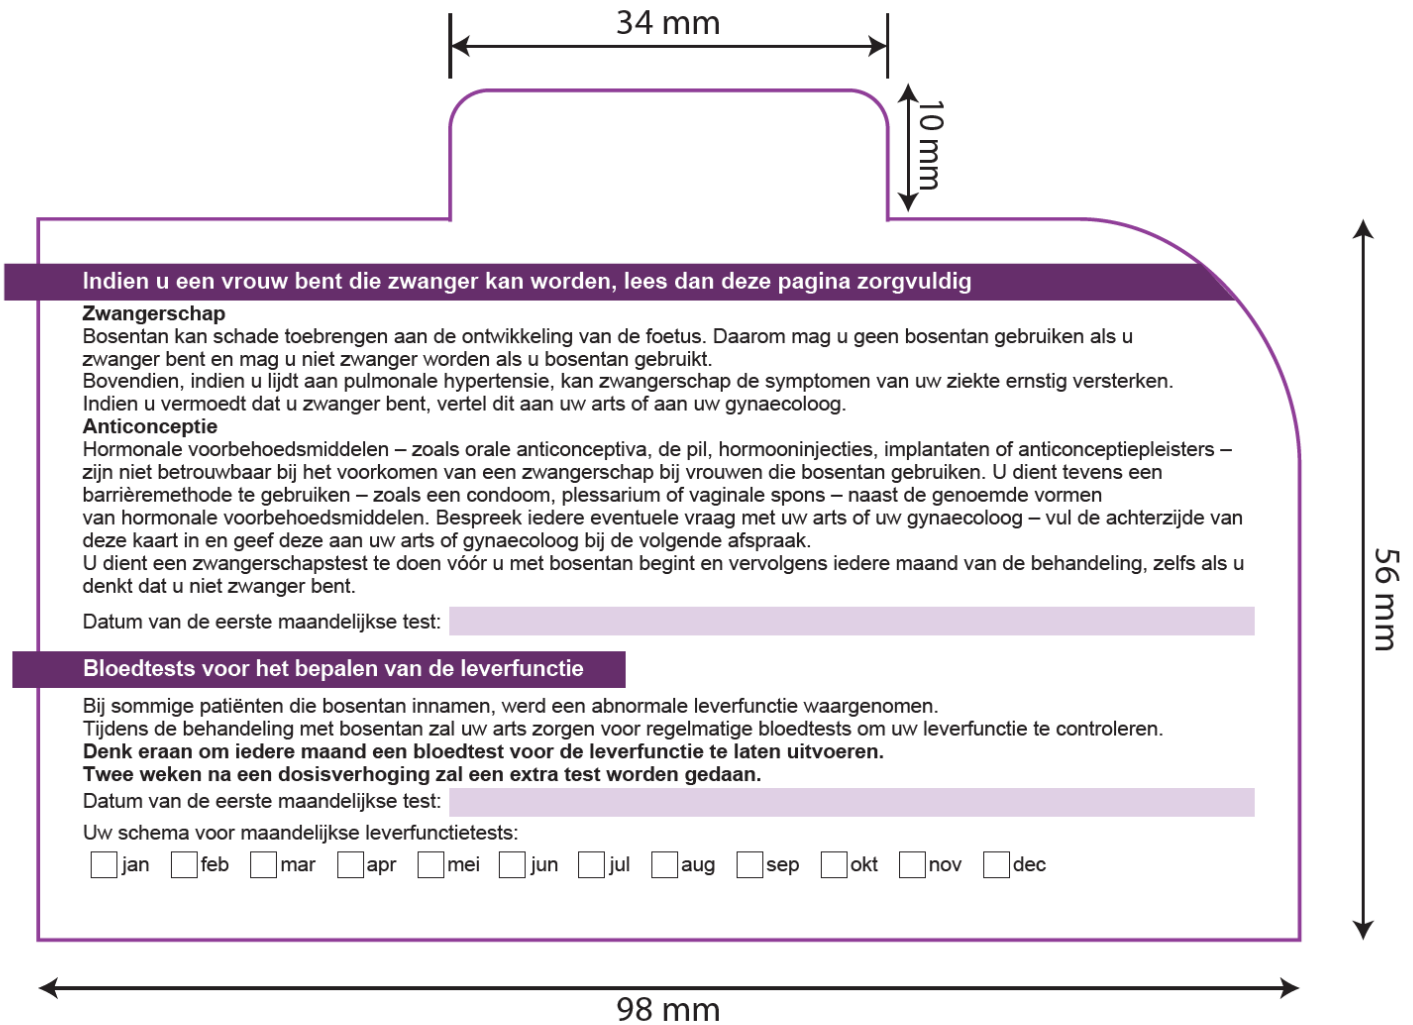 34 mm
10 mm
Indien u een vrouw bent die zwanger kan worden, lees dan deze pagina zorgvuldig
Zwangerschap
Bosentan kan schade toebrengen aan de ontwikkeling van de foetus. Daarom mag u geen bosentan gebruiken als u
zwanger bent en mag u niet zwanger worden als u bosentan gebruikt.
Bovendien, indien u lijdt aan pulmonale hypertensie, kan zwangerschap de symptomen van uw ziekte ernstig versterken.
Indien u vermoedt dat u zwanger bent, vertel dit aan uw arts of aan uw gynaecoloog.
Anticonceptie
Hormonale voorbehoedsmiddelen – zoals orale anticonceptiva, de pil, hormooninjecties, implantaten of anticonceptiepleisters –
zijn niet betrouwbaar bij het voorkomen van een zwangerschap bij vrouwen die bosentan gebruiken. U dient tevens een
barrièremethode te gebruiken – zoals een condoom, plessarium of vaginale spons – naast de genoemde vormen
van hormonale voorbehoedsmiddelen. Bespreek iedere eventuele vraag met uw arts of uw gynaecoloog – vul de achterzijde van
deze kaart in en geef deze aan uw arts of gynaecoloog bij de volgende afspraak.
U dient een zwangerschapstest te doen vóór u met bosentan begint en vervolgens iedere maand van de behandeling, zelfs als u
denkt dat u niet zwanger bent.
Datum van de eerste maandelijkse test:
56 mm
Bloedtests voor het bepalen van de leverfunctie
Bij sommige patiënten die bosentan innamen, werd een abnormale leverfunctie waargenomen.
Tijdens de behandeling met bosentan zal uw arts zorgen voor regelmatige bloedtests om uw leverfunctie te controleren.
Denk eraan om iedere maand een bloedtest voor de leverfunctie te laten uitvoeren.
Twee weken na een dosisverhoging zal een extra test worden gedaan.
Datum van de eerste maandelijkse test:
Uw schema voor maandelijkse leverfunctietests:
jan feb mar apr mei jun jul aug sep okt nov dec
98 mm